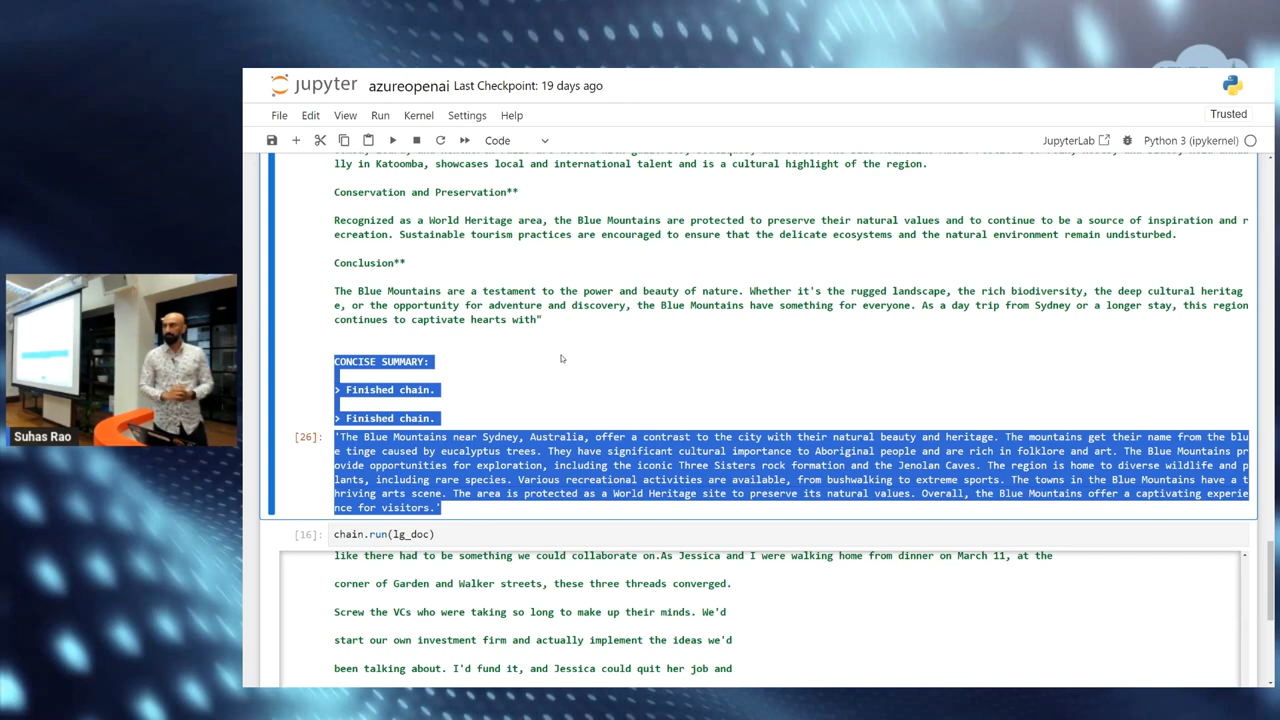 jupyter azureopenai Last Checkpoint: 19 days ago
File Edit View Run Kernel Settings Help
Trusted
Code
JupyterLab
Python 3 (ipykernel)
lly in Katoomba, showcases local and international talent and is a cultural highlight of the region.
Conservation and Preservation**
Recognized as a World Heritage area, the Blue Mountains are protected to preserve their natural values and to continue to be a source of inspiration and r
ecreation. Sustainable tourism practices are encouraged to ensure that the delicate ecosystems and the natural environment remain undisturbed.
Conclusion**
The Blue Mountains are a testament to the power and beauty of nature. Whether it's the rugged landscape, the rich biodiversity, the deep cultural heritag
e, or the opportunity for adventure and discovery, the Blue Mountains have something for everyone. As a day trip from Sydney or a longer stay, this region
continues to captivate hearts with"
CONCISE SUMMARY:
> Finished chain.
> Finished chain.
[26]:
'The Blue Mountains near Sydney, Australia, offer a contrast to the city with their natural beauty and heritage. The mountains get their name from the blu
e tinge caused by eucalyptus trees. They have significant cultural importance to Aboriginal people and are rich in folklore and art. The Blue Mountains pr
ovide opportunities for exploration, including the iconic Three Sisters rock formation and the Jenolan Caves. The region is home to diverse wildlife and p
lants, including rare species. Various recreational activities are available, from bushwalking to extreme sports. The towns in the Blue Mountains have a t
hriving arts scene. The area is protected as a World Heritage site to preserve its natural values. Overall, the Blue Mountains offer a captivating experie
nce for visitors.'
[16]: chain.run(lg_doc)
like there had to be something we could collaborate on.As Jessica and I were walking home from dinner on March 11, at the
corner of Garden and Walker streets, these three threads converged.
Screw the VCs who were taking so long to make up their minds. We'd
start our own investment firm and actually implement the ideas we'd
been talking about. I'd fund it, and Jessica could quit her job and
Suhas Rao